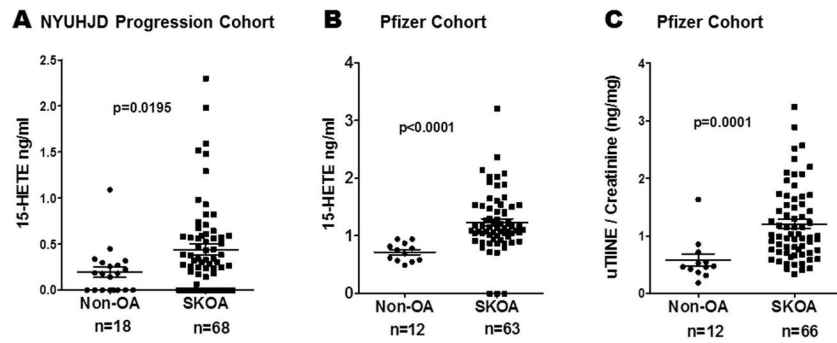 A NYUHJD Progression Cohort
2.5
2.0
1.5
1.0
0.5
0.0
15-HETE ng/ml
p=0.0195
Non-OA SKOA
n=18 n=68
B Pfizer Cohort
4
3
2
1
0
15-HETE ng/ml
p<0.0001
Non-OA SKOA
n=12 n=63
C Pfizer Cohort
4
3
2
1
0
uTIINE / Creatinine (ng/mg)
p=0.0001
Non-OA SKOA
n=12 n=66